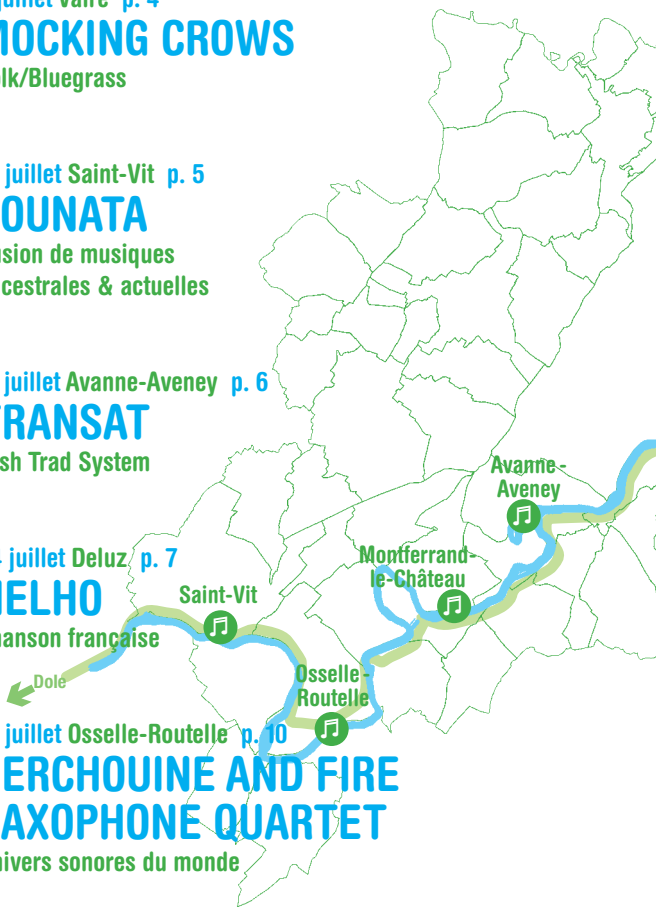 juillet Vaire p. 4
MOCKING CROWS
lk/Bluegrass
juillet Saint-Vit p. 5
OUNATA
sion de musiques
cestrales & actuelles
juillet Avanne-Aveney p. 6
TRANSAT
sh Trad System
juillet Deluz p. 7
HELHO
hanson française
juillet Osselle-Routelle p. 10
ERCHOUINE AND FIRE
AXOPHONE QUARTET
nivers sonores du monde
Avanne-
Aveney
Montferrand-
le-Château
Saint-Vit
Osselle-
Routelle
Dole